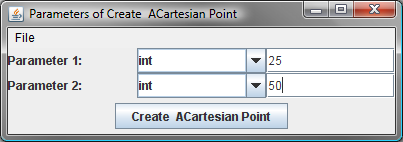 Parameters of Create  ACartesian Point
File
Parameter 1: int 25
Parameter 2: int 50
Create  ACartesian Point